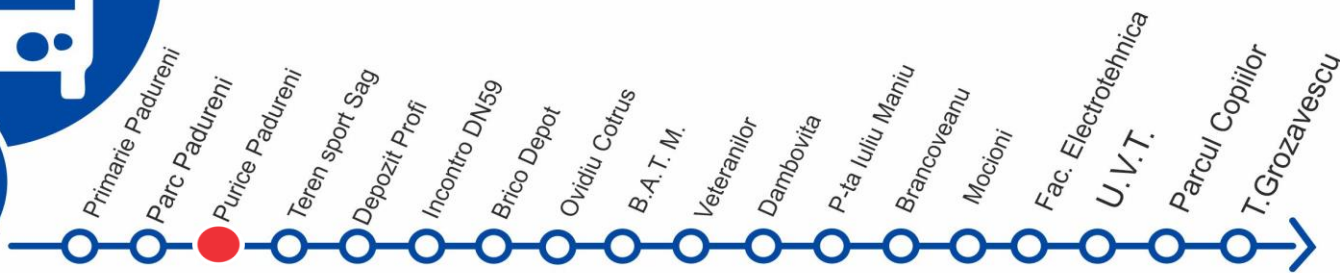 Primarie Padureni
Parc Padureni
Purice Padureni
Teren sport Sag
Depozit Profi
Incontro DN59
Brico Depot
Ovidiu Cotrus
B.A.T.M.
Veteranilor
Dambovita
P-ta Iuliu Maniu
Brancoveanu
Mocioni
Fac. Electrotehnica
U.V.T.
Parcul Copiilor
T.Grozavescu